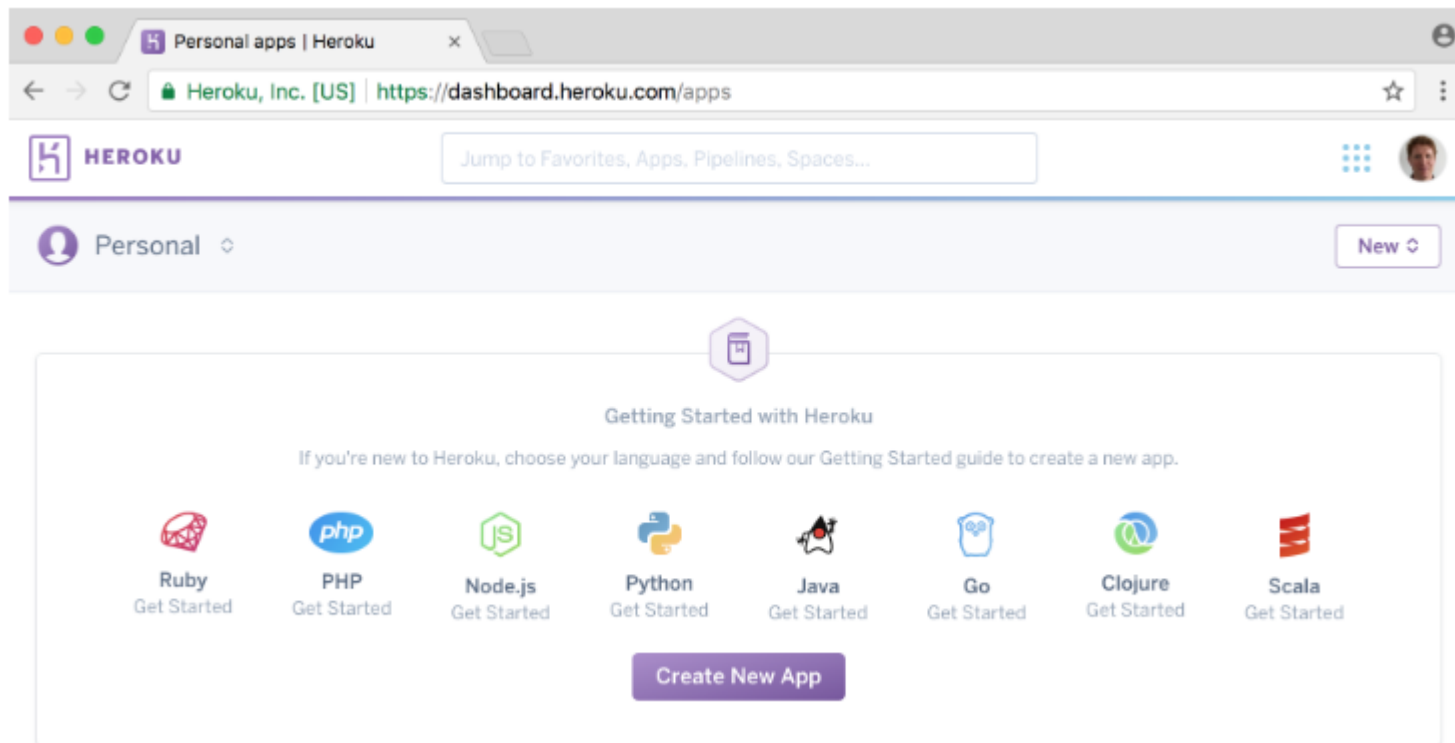 Personal apps | Heroku
Heroku, Inc. [US] | https://dashboard.heroku.com/apps
HEROKU
Jump to Favorites, Apps, Pipelines, Spaces...
Personal
New
Getting Started with Heroku
If you're new to Heroku, choose your language and follow our Getting Started guide to create a new app.
php
JS
Ruby PHP Node.js Python Java Go Clojure Scala
Get Started Get Started Get Started Get Started Get Started Get Started Get Started Get Started
Create New App